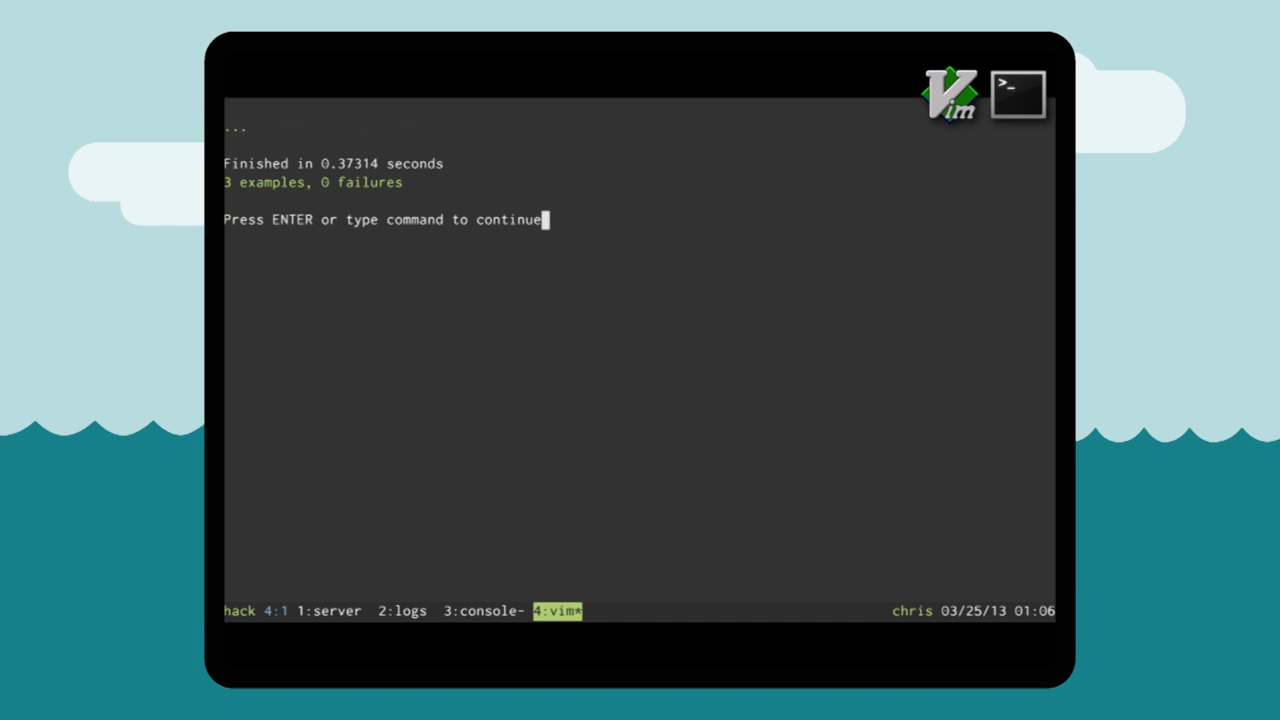 Vim
>_
...
Finished in 0.37314 seconds
3 examples, 0 failures
Press ENTER or type command to continue
hack 4:1 1:server 2:logs 3:console- 4:vim* chris 03/25/13 01:06